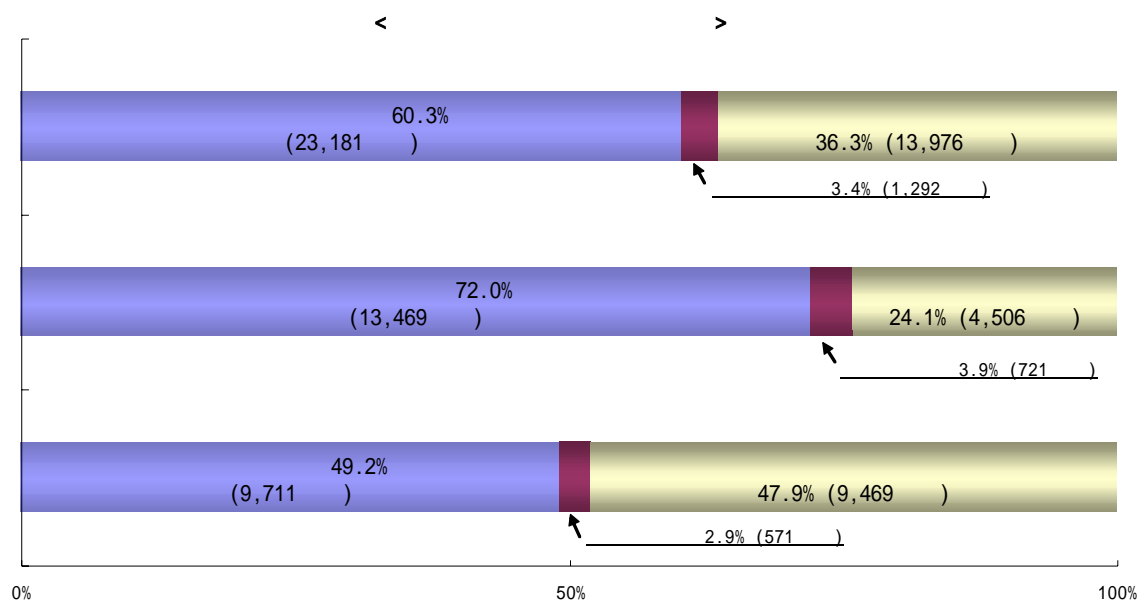 < >
60.3%
(23,181 )
36.3% (13,976 )
3.4% (1,292 )
72.0%
(13,469 )
24.1% (4,506 )
3.9% (721 )
49.2%
(9,711 )
47.9% (9,469 )
2.9% (571 )
0% 50% 100%